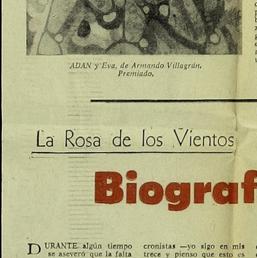 ADAN y Eva, de Armando Villagrán.
Premiado.
La Rosa de los Vientos
Biograf
DURANTE algún tiempo
se aseveró que la falta
cronistas —yo sigo en mis
trece y pienso que esto es